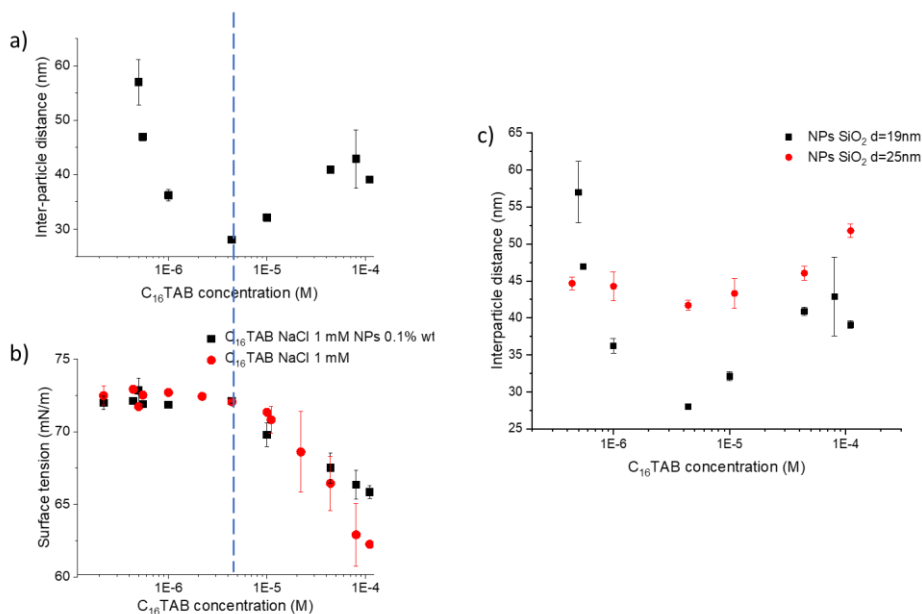 a)
Inter-particle distance (nm)
60
50
40
30
1E-6
1E-5
1E-4
C₁₆TAB concentration (M)
b)
C₁₆TAB NaCl 1 mM NPs 0.1% wt
C₁₆TAB NaCl 1 mM
Surface tension (mN/m)
75
70
65
60
1E-6
1E-5
1E-4
C₁₆TAB concentration (M)
c)
NPs SiO₂ d=19nm
NPs SiO₂ d=25nm
Interparticle distance (nm)
65
60
55
50
45
40
35
30
25
1E-6
1E-5
1E-4
C₁₆TAB concentration (M)